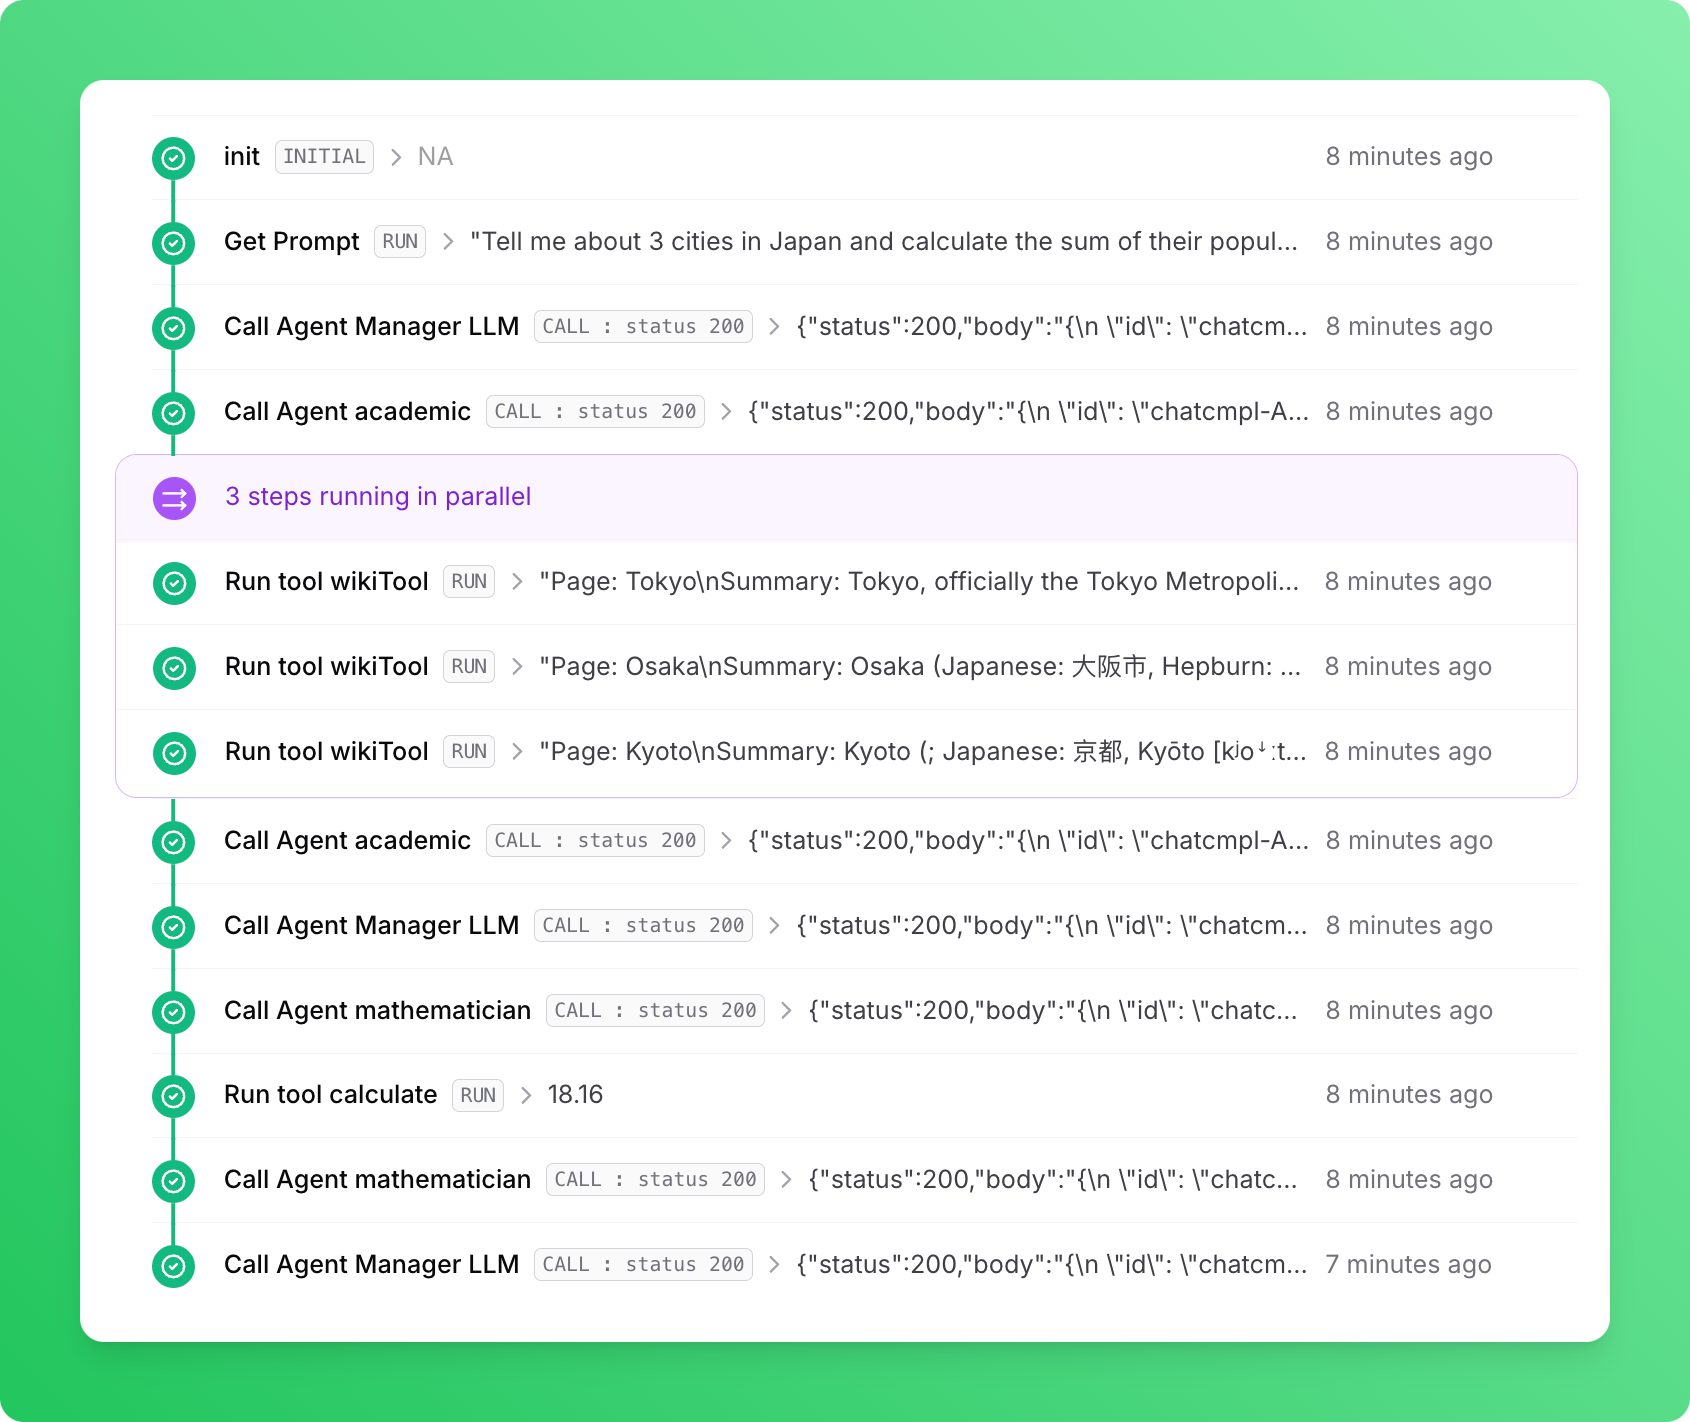 init INITIAL > NA 8 minutes ago
Get Prompt RUN > "Tell me about 3 cities in Japan and calculate the sum of their popul... 8 minutes ago
Call Agent Manager LLM CALL : status 200 > {"status":200,"body":"{\n \"id\": \"chatcm... 8 minutes ago
Call Agent academic CALL : status 200 > {"status":200,"body":"{\n \"id\": \"chatcmpl-A... 8 minutes ago
3 steps running in parallel
Run tool wikiTool RUN > "Page: Tokyo\nSummary: Tokyo, officially the Tokyo Metropoli... 8 minutes ago
Run tool wikiTool RUN > "Page: Osaka\nSummary: Osaka (Japanese: 大阪市, Hepburn: ... 8 minutes ago
Run tool wikiTool RUN > "Page: Kyoto\nSummary: Kyoto (; Japanese: 京都, Kyōto [kʲoꜜːt... 8 minutes ago
Call Agent academic CALL : status 200 > {"status":200,"body":"{\n \"id\": \"chatcmpl-A... 8 minutes ago
Call Agent Manager LLM CALL : status 200 > {"status":200,"body":"{\n \"id\": \"chatcm... 8 minutes ago
Call Agent mathematician CALL : status 200 > {"status":200,"body":"{\n \"id\": \"chatc... 8 minutes ago
Run tool calculate RUN > 18.16 8 minutes ago
Call Agent mathematician CALL : status 200 > {"status":200,"body":"{\n \"id\": \"chatc... 8 minutes ago
Call Agent Manager LLM CALL : status 200 > {"status":200,"body":"{\n \"id\": \"chatcm... 7 minutes ago